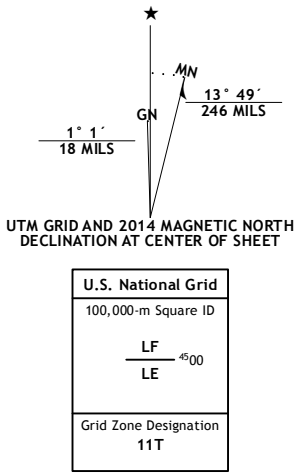 ★
MN
GN
13° 49´
246 MILS
1° 1´
18 MILS
UTM GRID AND 2014 MAGNETIC NORTH
DECLINATION AT CENTER OF SHEET
U.S. National Grid
100,000-m Square ID
LF
4500
LE
Grid Zone Designation
11T